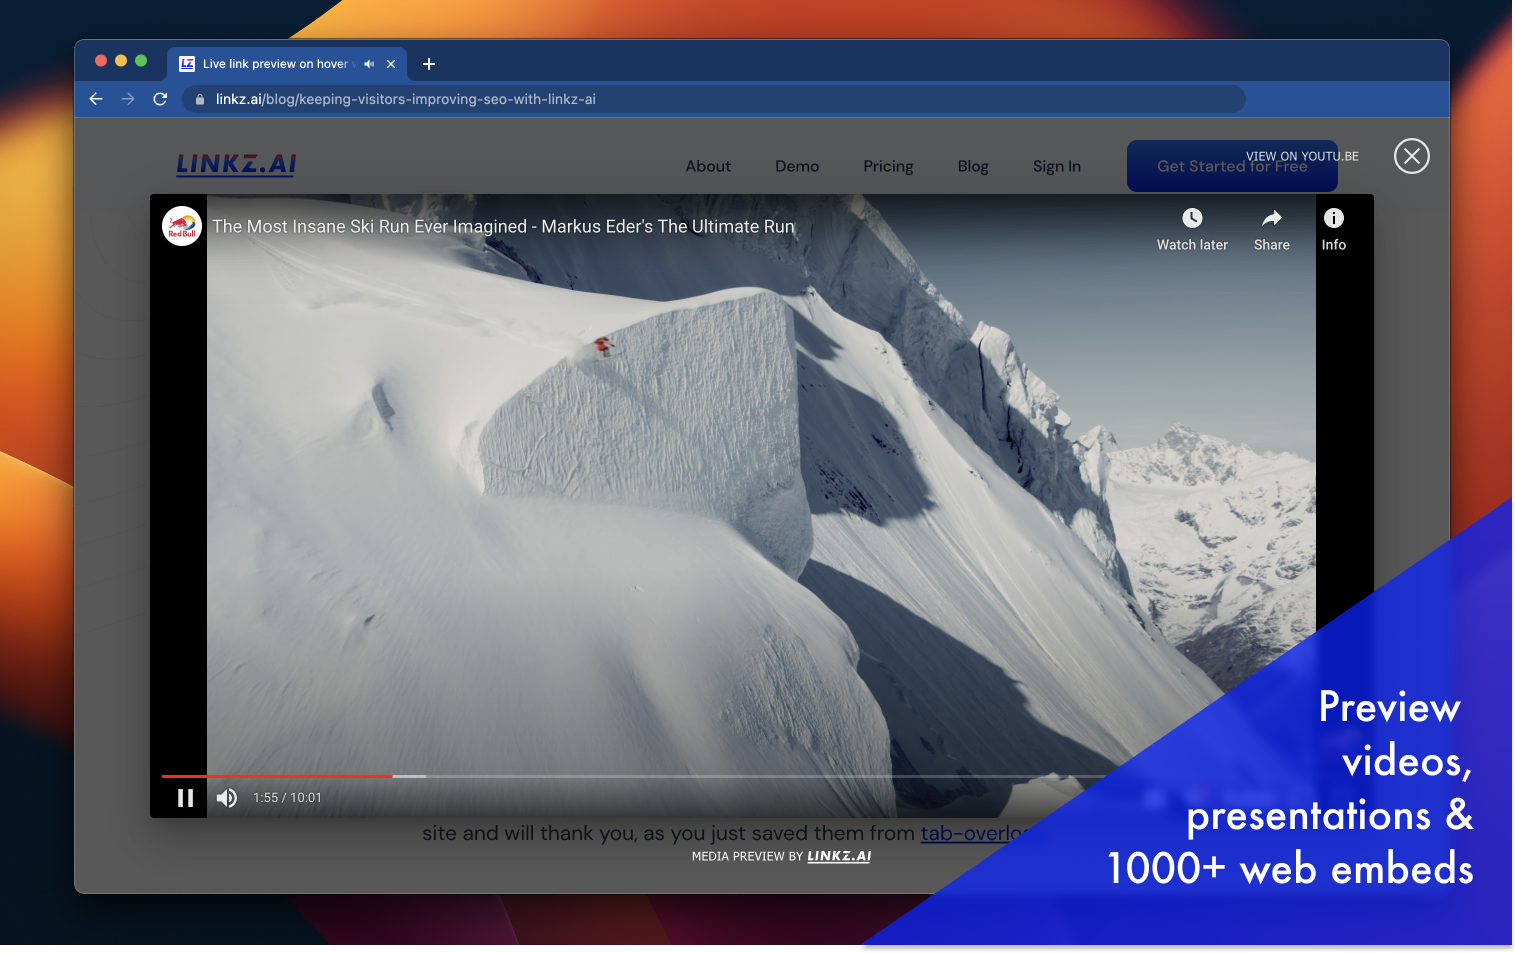 Live link preview on hover
linkz.ai/blog/keeping-visitors-improving-seo-with-linkz-ai
LINKZ.AI
About
Demo
Pricing
Blog
Sign In
Get Started for Free
VIEW ON YOUTU.BE
Red Bull
The Most Insane Ski Run Ever Imagined - Markus Eder's The Ultimate Run
Watch later
Share
Info
1:55 / 10:01
site and will thank you, as you just saved them from tab-overlo
MEDIA PREVIEW BY LINKZ.AI
Preview
videos,
presentations &
1000+ web embeds